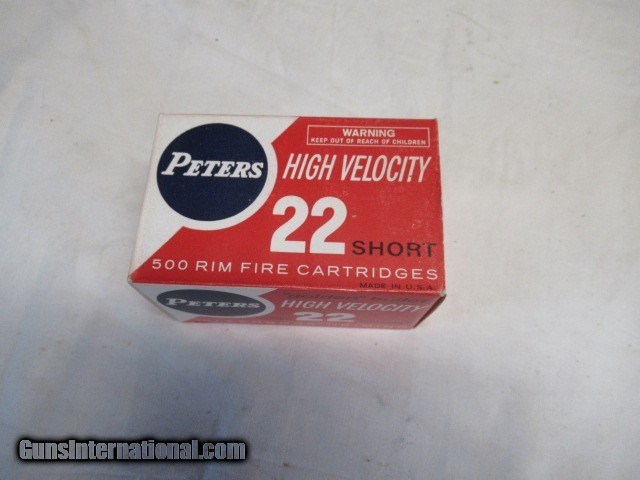 WARNING
KEEP OUT OF REACH OF CHILDREN
PETERS
HIGH VELOCITY
22 SHORT
500 RIM FIRE CARTRIDGES
MADE IN U.S.A.
PETERS
HIGH VELOCITY
22
GunsInternational.com